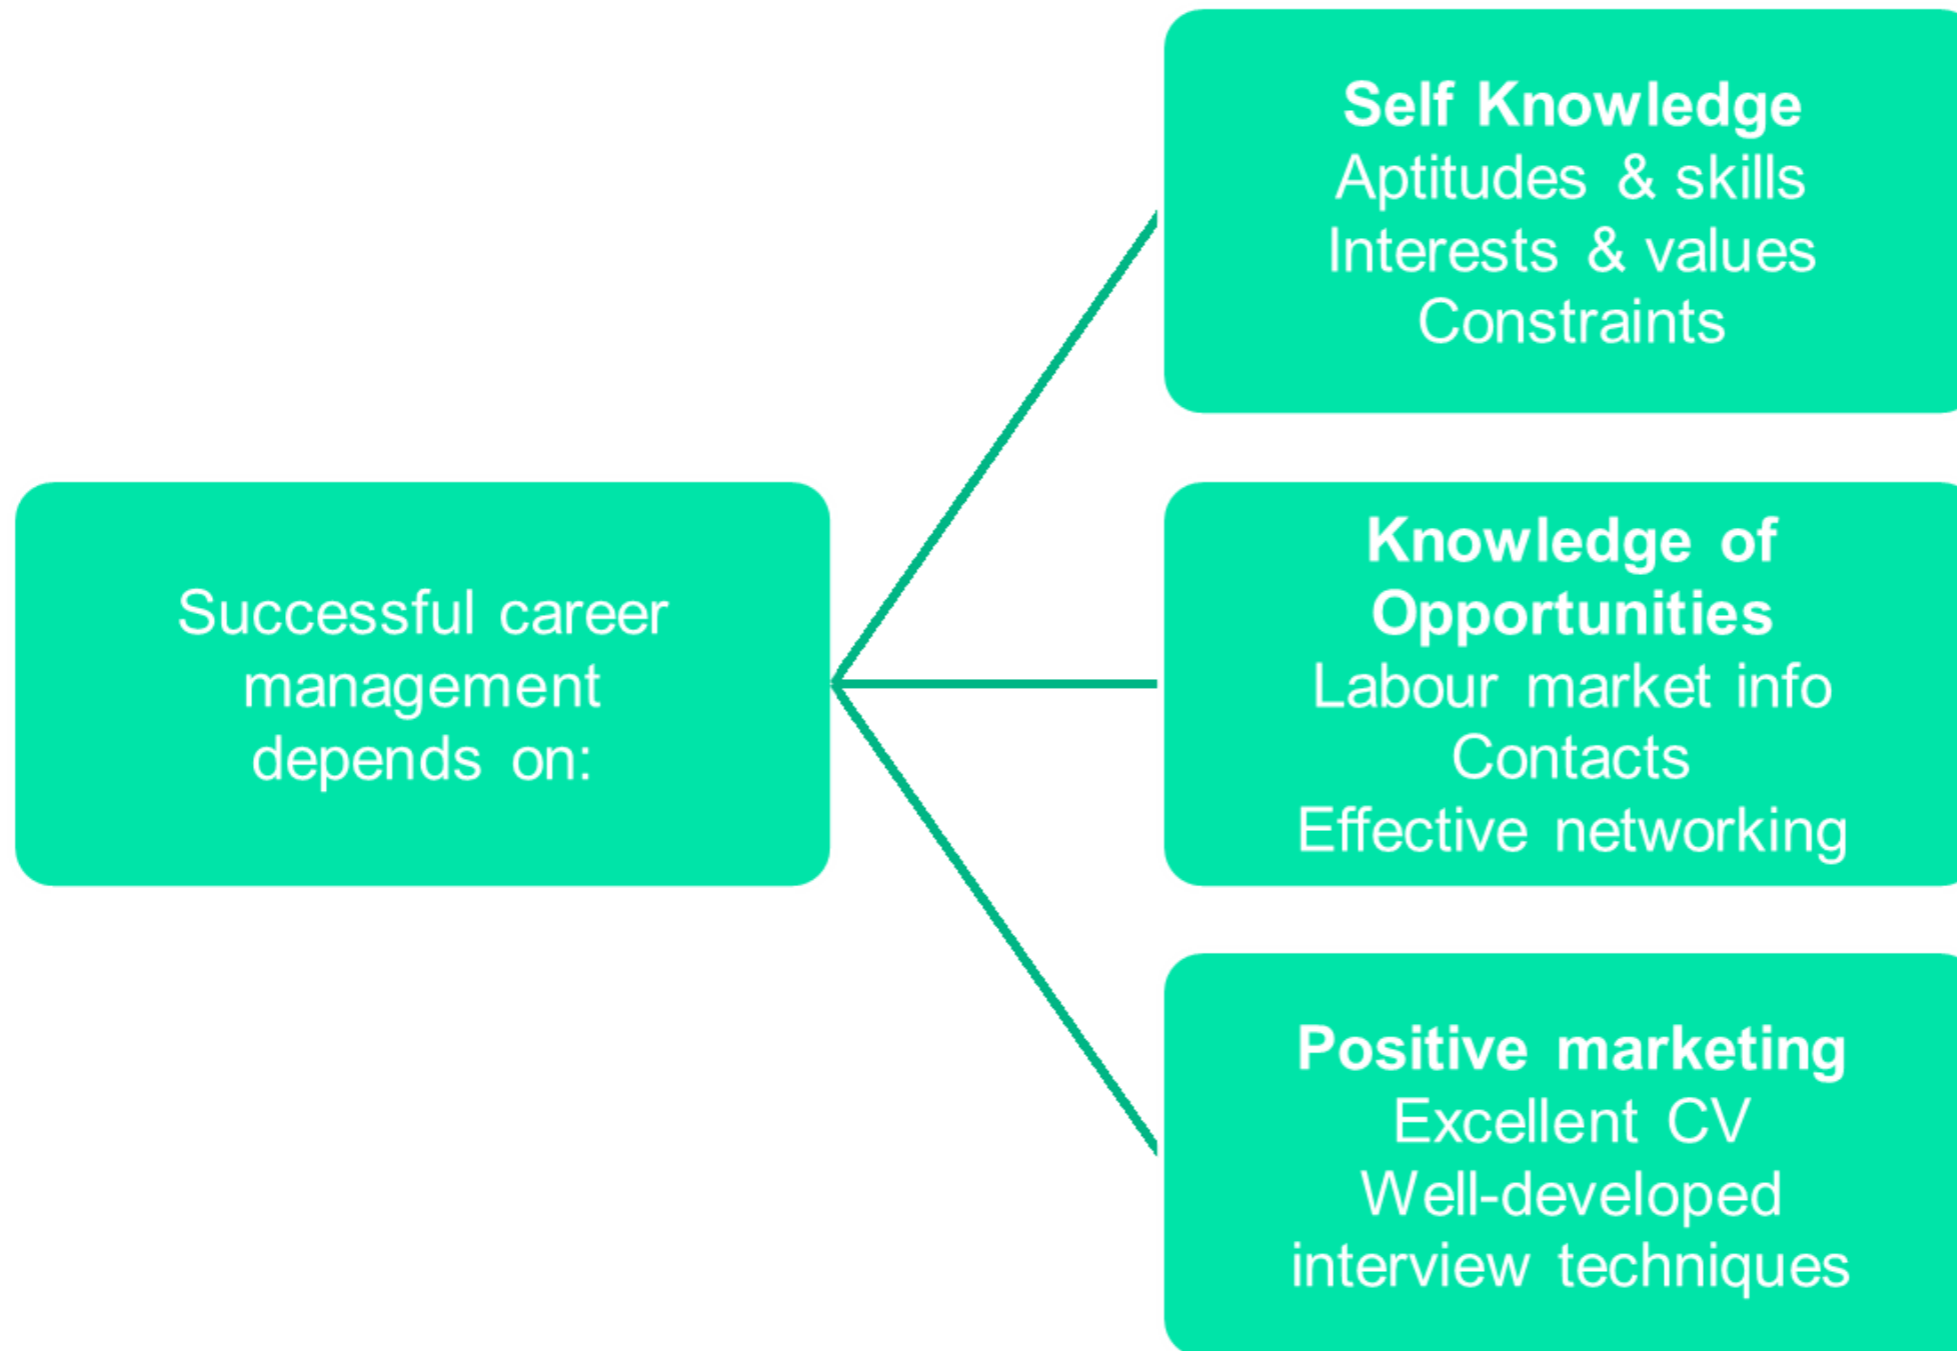 Successful career
management
depends on:
Self Knowledge
Aptitudes & skills
Interests & values
Constraints
Knowledge of
Opportunities
Labour market info
Contacts
Effective networking
Positive marketing
Excellent CV
Well-developed
interview techniques